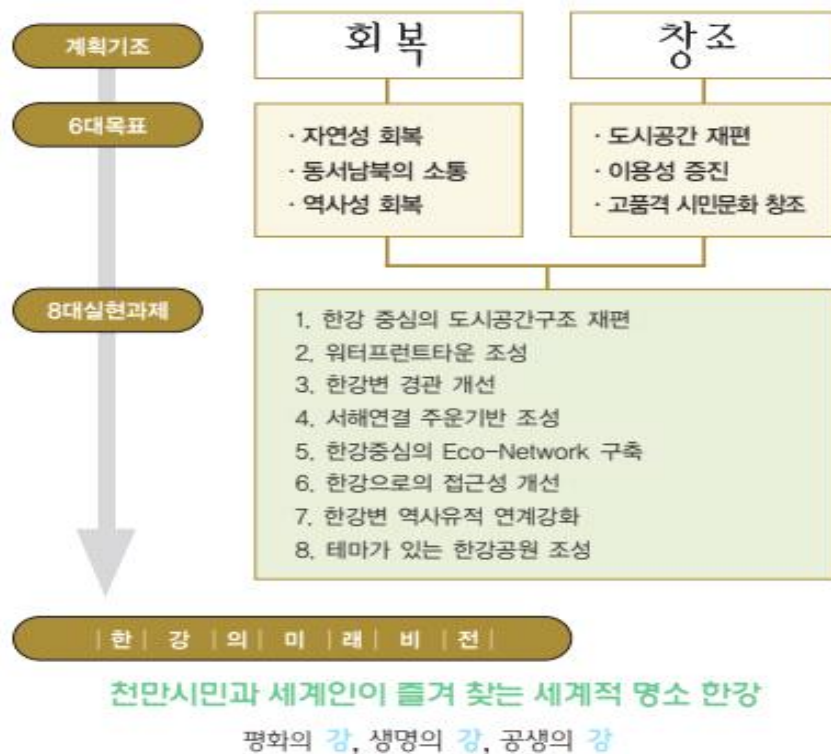 계획기조
회복
창조
6대목표
· 자연성 회복
· 동서남북의 소통
· 역사성 회복
· 도시공간 재편
· 이용성 증진
· 고품격 시민문화 창조
8대실현과제
1, 한강 중심의 도시공간구조 재편
2, 워터프런트타운 조성
3, 한강변 경관 개선
4, 서해연결 주운기반 조성
5, 한강중심의 Eco-Network 구축
6, 한강으로의 접근성 개선
7, 한강변 역사유적 연계강화
8, 테마가 있는 한강공원 조성
|한| 강 |의| 미 |래| 비 |전|
천만시민과 세계인이 즐겨 찾는 세계적 명소 한강
평화의 강, 생명의 강, 공생의 강